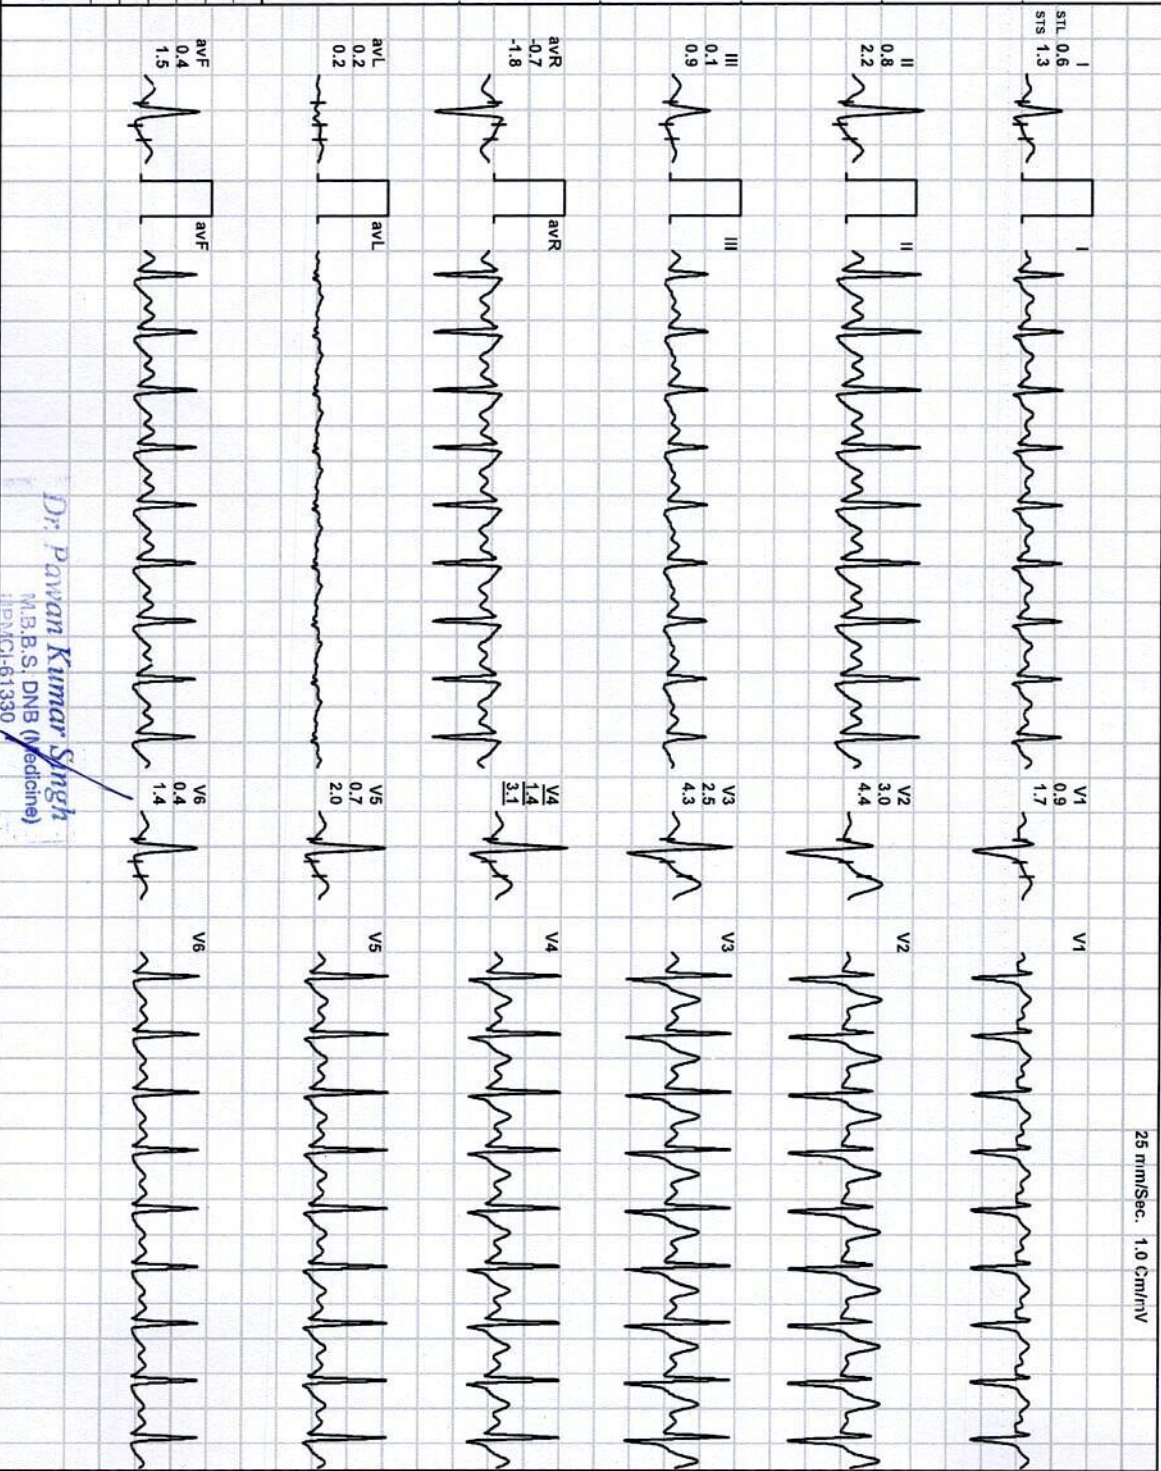 25 mm/Sec. 1.0 Cm/mV
I
STL 0.6
STS 1.3
I
V1
0.9
1.7
V1
II
0.8
2.2
II
V2
3.0
4.4
V2
III
0.1
0.9
III
V3
2.5
4.3
V3
avR
-0.7
-1.8
avR
V4
1.4
3.1
V4
avL
0.2
0.2
avL
V5
0.7
2.0
V5
avF
0.4
1.5
avF
V6
0.4
1.4
V6
Dr. Pawan Kumar Singh
M.B.B.S. DNB (Medicine)
UPMCI-61330